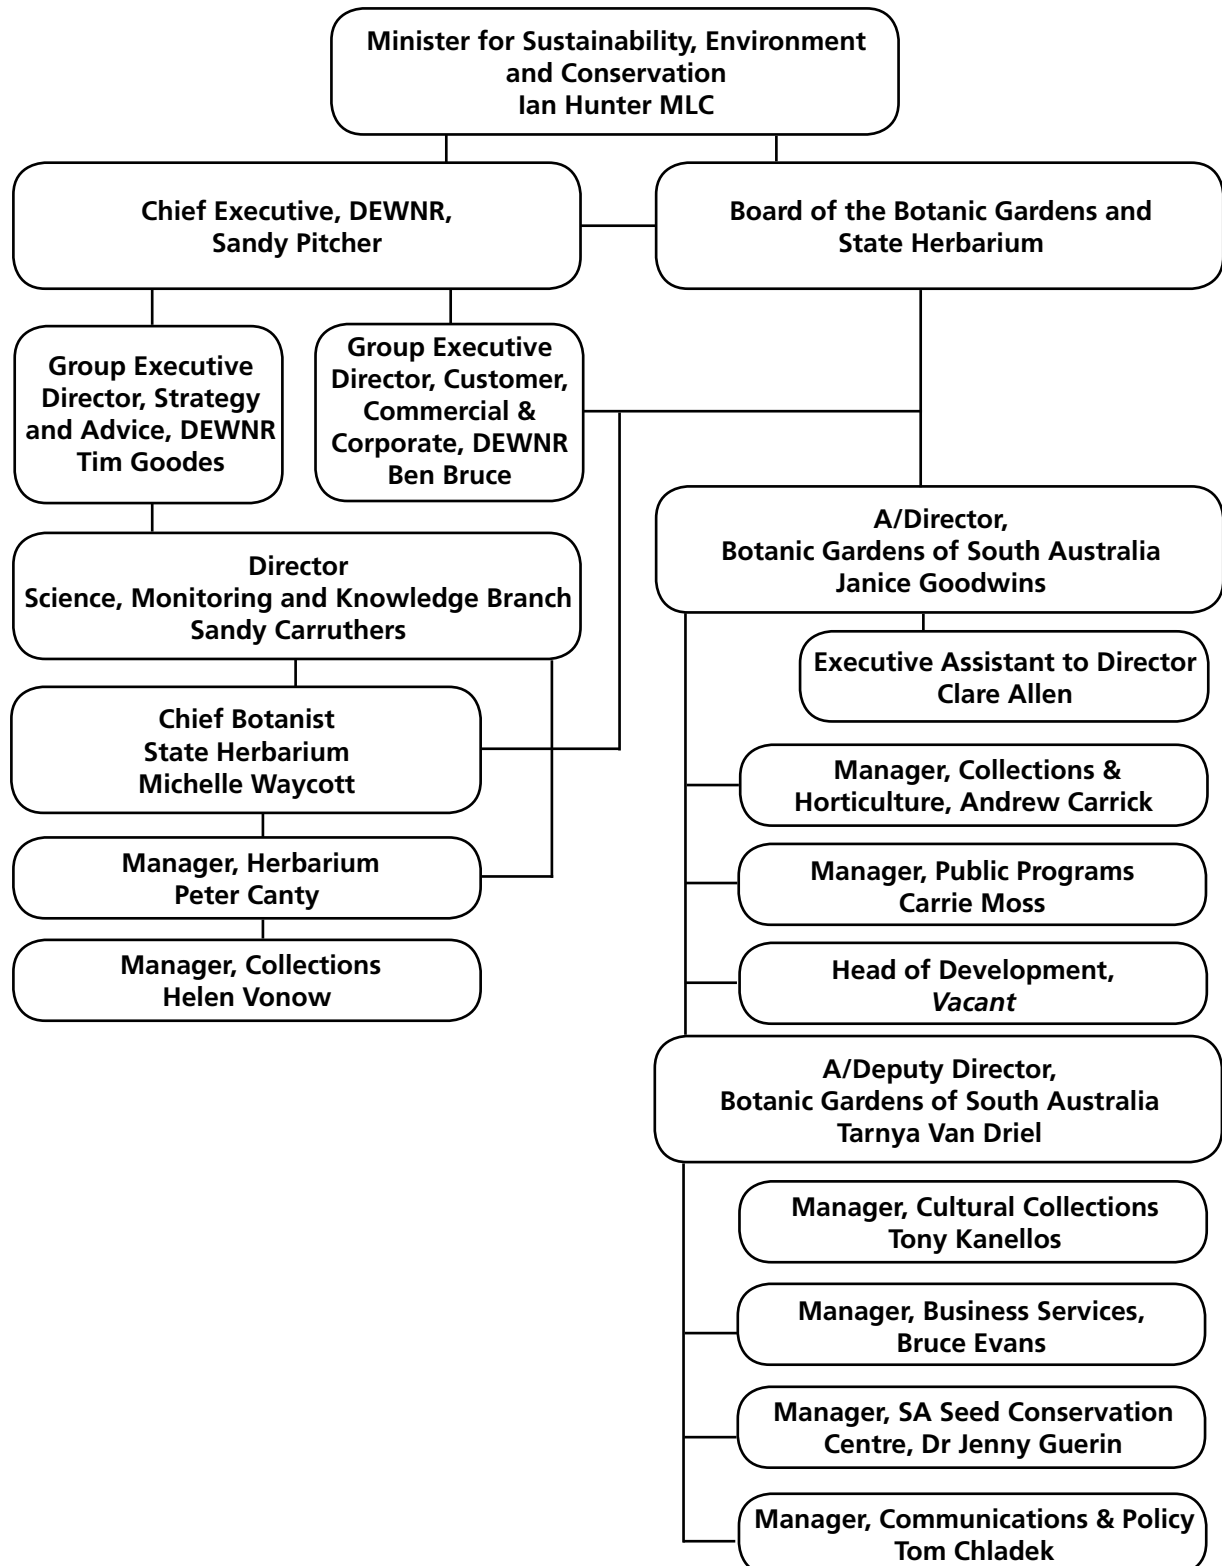 Minister for Sustainability, Environment
and Conservation
Ian Hunter MLC
Chief Executive, DEWNR,
Sandy Pitcher
Board of the Botanic Gardens and
State Herbarium
Group Executive
Director, Strategy
and Advice, DEWNR
Tim Goodes
Group Executive
Director, Customer,
Commercial &
Corporate, DEWNR
Ben Bruce
Director
Science, Monitoring and Knowledge Branch
Sandy Carruthers
Chief Botanist
State Herbarium
Michelle Waycott
Manager, Herbarium
Peter Canty
Manager, Collections
Helen Vonow
A/Director,
Botanic Gardens of South Australia
Janice Goodwins
Executive Assistant to Director
Clare Allen
Manager, Collections &
Horticulture, Andrew Carrick
Manager, Public Programs
Carrie Moss
Head of Development,
Vacant
A/Deputy Director,
Botanic Gardens of South Australia
Tarnya Van Driel
Manager, Cultural Collections
Tony Kanellos
Manager, Business Services,
Bruce Evans
Manager, SA Seed Conservation
Centre, Dr Jenny Guerin
Manager, Communications & Policy
Tom Chladek